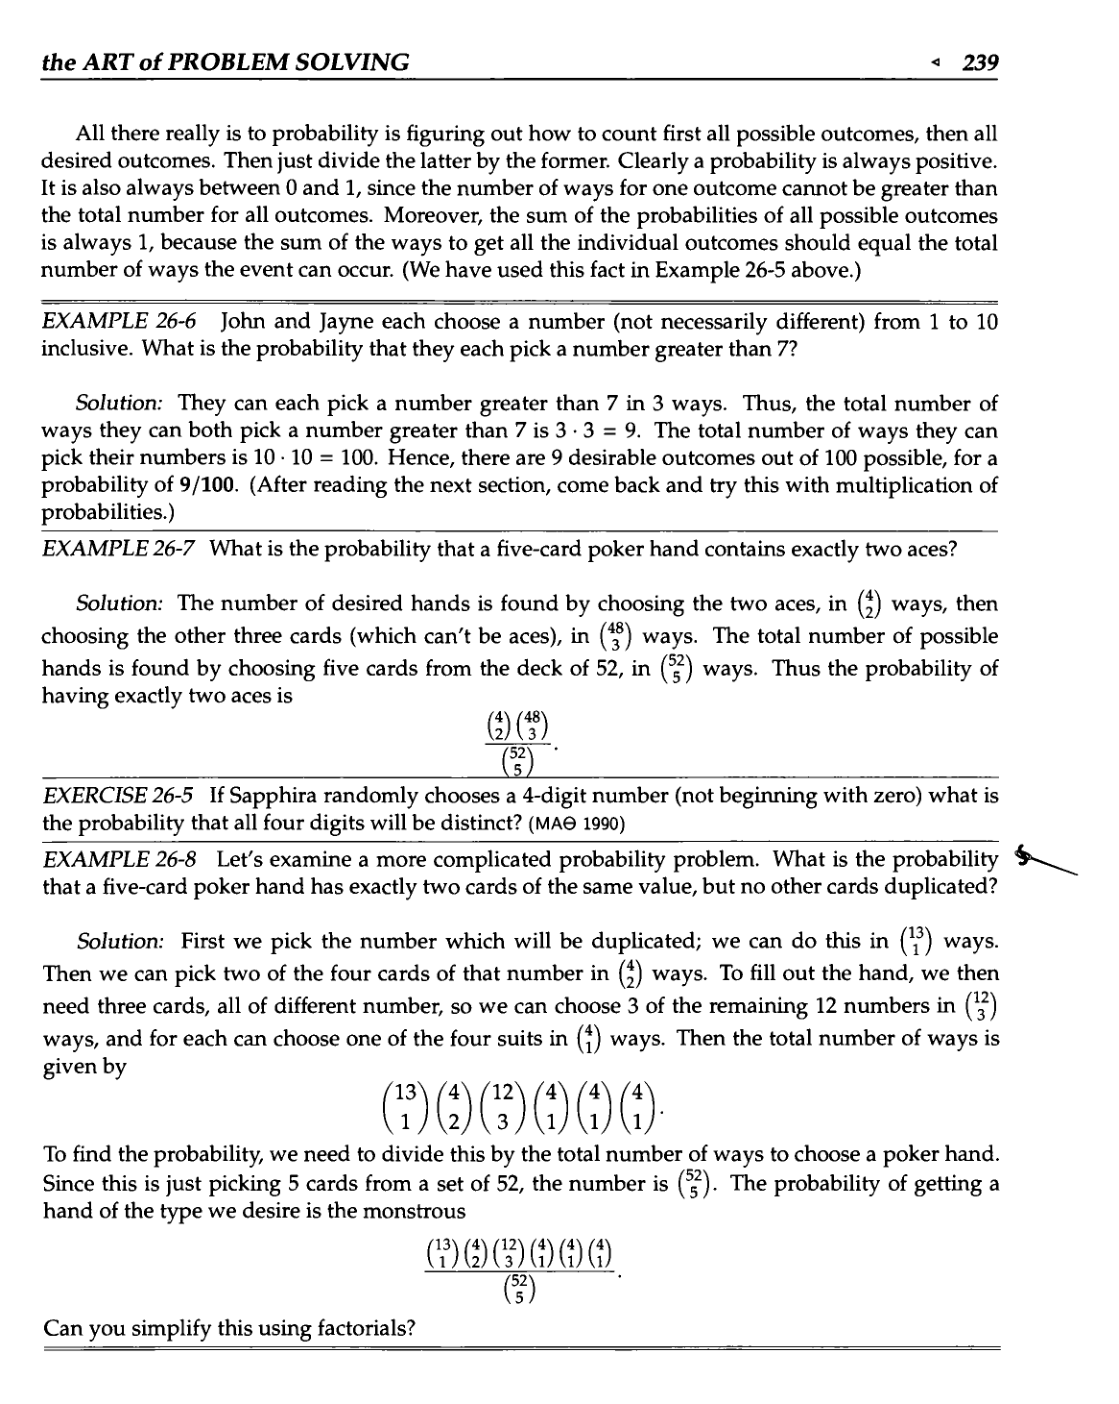 the ART of PROBLEM SOLVING ◃ 239
All there really is to probability is figuring out how to count first all possible outcomes, then all
desired outcomes. Then just divide the latter by the former. Clearly a probability is always positive.
It is also always between 0 and 1, since the number of ways for one outcome cannot be greater than
the total number for all outcomes. Moreover, the sum of the probabilities of all possible outcomes
is always 1, because the sum of the ways to get all the individual outcomes should equal the total
number of ways the event can occur. (We have used this fact in Example 26-5 above.)
EXAMPLE 26-6 John and Jayne each choose a number (not necessarily different) from 1 to 10
inclusive. What is the probability that they each pick a number greater than 7?
Solution: They can each pick a number greater than 7 in 3 ways. Thus, the total number of
ways they can both pick a number greater than 7 is 3 · 3 = 9. The total number of ways they can
pick their numbers is 10 · 10 = 100. Hence, there are 9 desirable outcomes out of 100 possible, for a
probability of 9/100. (After reading the next section, come back and try this with multiplication of
probabilities.)
EXAMPLE 26-7 What is the probability that a five-card poker hand contains exactly two aces?
Solution: The number of desired hands is found by choosing the two aces, in (4 2) ways, then
choosing the other three cards (which can't be aces), in (48 3) ways. The total number of possible
hands is found by choosing five cards from the deck of 52, in (52 5) ways. Thus the probability of
having exactly two aces is
(4 2)(48 3)
(52 5).
EXERCISE 26-5 If Sapphira randomly chooses a 4-digit number (not beginning with zero) what is
the probability that all four digits will be distinct? (MAΘ 1990)
EXAMPLE 26-8 Let's examine a more complicated probability problem. What is the probability
that a five-card poker hand has exactly two cards of the same value, but no other cards duplicated?
Solution: First we pick the number which will be duplicated; we can do this in (13 1) ways.
Then we can pick two of the four cards of that number in (4 2) ways. To fill out the hand, we then
need three cards, all of different number, so we can choose 3 of the remaining 12 numbers in (12 3)
ways, and for each can choose one of the four suits in (4 1) ways. Then the total number of ways is
given by
(13 1)(4 2)(12 3)(4 1)(4 1)(4 1).
To find the probability, we need to divide this by the total number of ways to choose a poker hand.
Since this is just picking 5 cards from a set of 52, the number is (52 5). The probability of getting a
hand of the type we desire is the monstrous
(13 1)(4 2)(12 3)(4 1)(4 1)(4 1)
(52 5).
Can you simplify this using factorials?